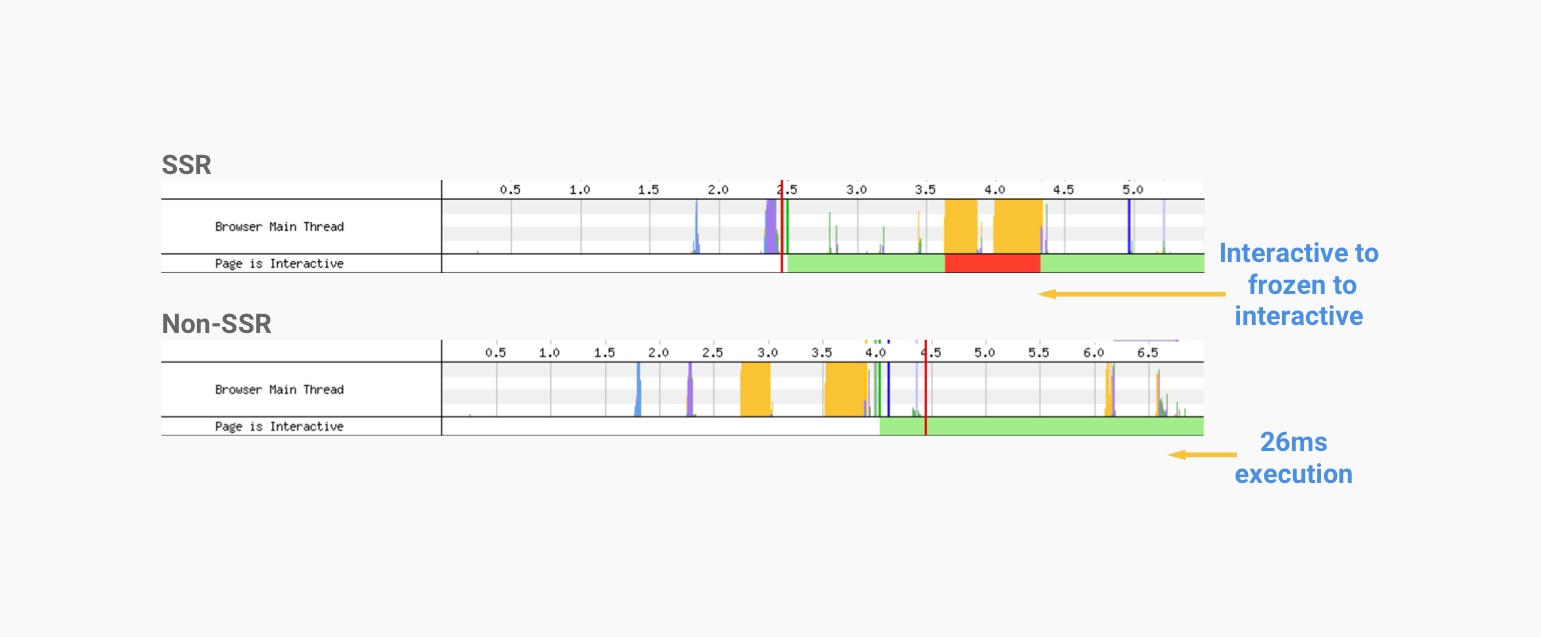 SSR
0.5 1.0 1.5 2.0 2.5 3.0 3.5 4.0 4.5 5.0
Browser Main Thread
Page is Interactive
Interactive to
frozen to
interactive
Non-SSR
0.5 1.0 1.5 2.0 2.5 3.0 3.5 4.0 4.5 5.0 5.5 6.0 6.5
Browser Main Thread
Page is Interactive
26ms
execution